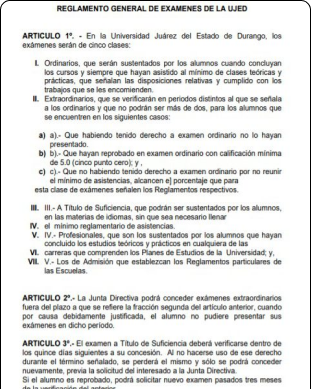 REGLAMENTO GENERAL DE EXAMENES DE LA UJED
ARTICULO 1º. - En la Universidad Juárez del Estado de Durango, los
exámenes serán de cinco clases:
I. Ordinarios, que serán sustentados por los alumnos cuando concluyan
los cursos y siempre que hayan asistido al mínimo de clases teóricas y
prácticas, que señalan las disposiciones relativas y cumplido con los
trabajos que se les encomienden.
II. Extraordinarios, que se verificarán en periodos distintos al que se señala
a los ordinarios y que no podrán ser más de dos, para los alumnos que
se encuentren en los siguientes casos:
a) a).- Que habiendo tenido derecho a examen ordinario no lo hayan
presentado.
b) b).- Que hayan reprobado en examen ordinario con calificación mínima
de 5.0 (cinco punto cero); y ,
c) c).- Que no habiendo tenido derecho a examen ordinario por no reunir
el mínimo de asistencias, alcancen el porcentaje que para
esta clase de exámenes señalen los Reglamentos respectivos.
III. III.- A Título de Suficiencia, que podrán ser sustentados por los alumnos,
en las materias de idiomas, sin que sea necesario llenar
IV. el mínimo reglamentario de asistencias.
V. IV.- Profesionales, que son los sustentados por los alumnos que hayan
concluido los estudios teóricos y prácticos en cualquiera de las
VI. carreras que comprenden los Planes de Estudios de la Universidad; y,
VII. V.- Los de Admisión que establezcan los Reglamentos particulares de
las Escuelas.
ARTICULO 2º.- La Junta Directiva podrá conceder exámenes extraordinarios
fuera del plazo a que se refiere la fracción segunda del artículo anterior, cuando
por causa debidamente justificada, el alumno no pudiere presentar sus
exámenes en dicho período.
ARTICULO 3º.- El examen a Título de Suficiencia deberá verificarse dentro de
los quince días siguientes a su concesión. Al no hacerse uso de ese derecho
durante el término señalado, se perderá el mismo y sólo se podrá conceder
nuevamente, previa la solicitud del interesado a la Junta Directiva.
Si el alumno es reprobado, podrá solicitar nuevo examen pasados tres meses
de la verificación del anterior.